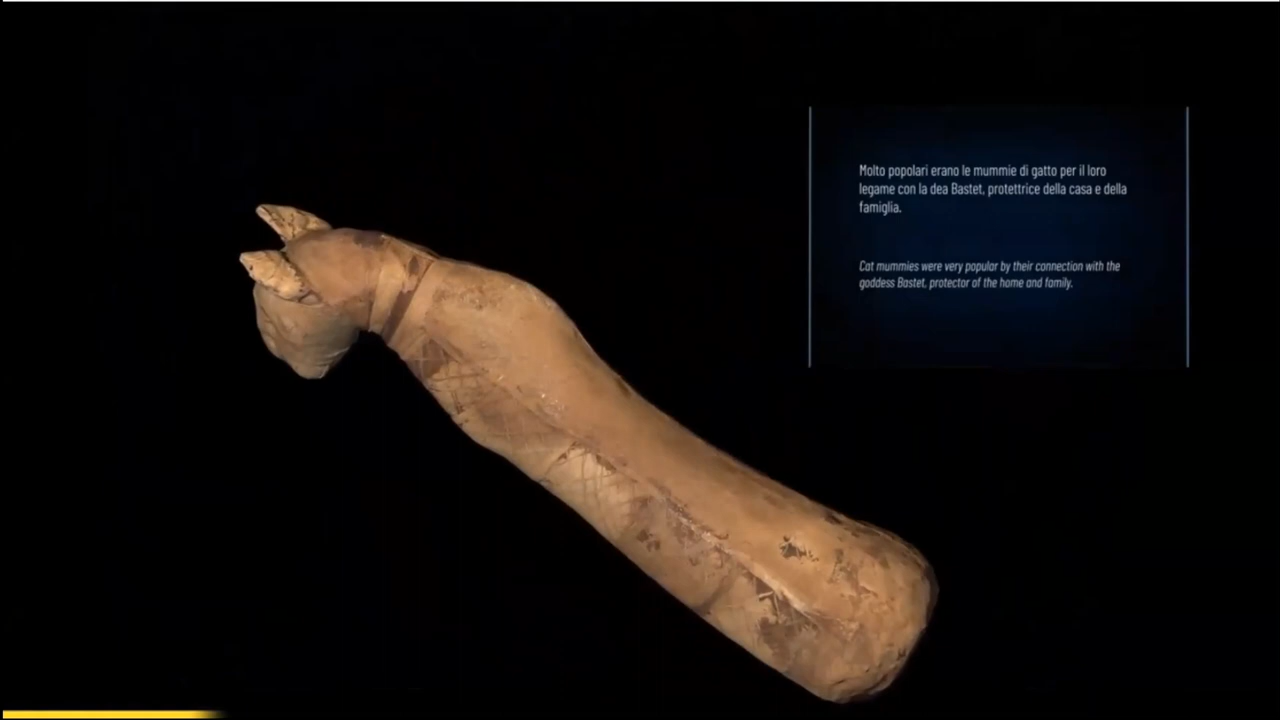 Molto popolari erano le mummie di gatto per il loro
legame con la dea Bastet, protettrice della casa e della
famiglia.
Cat mummies were very popular by their connection with the
goddess Bastet, protector of the home and family.